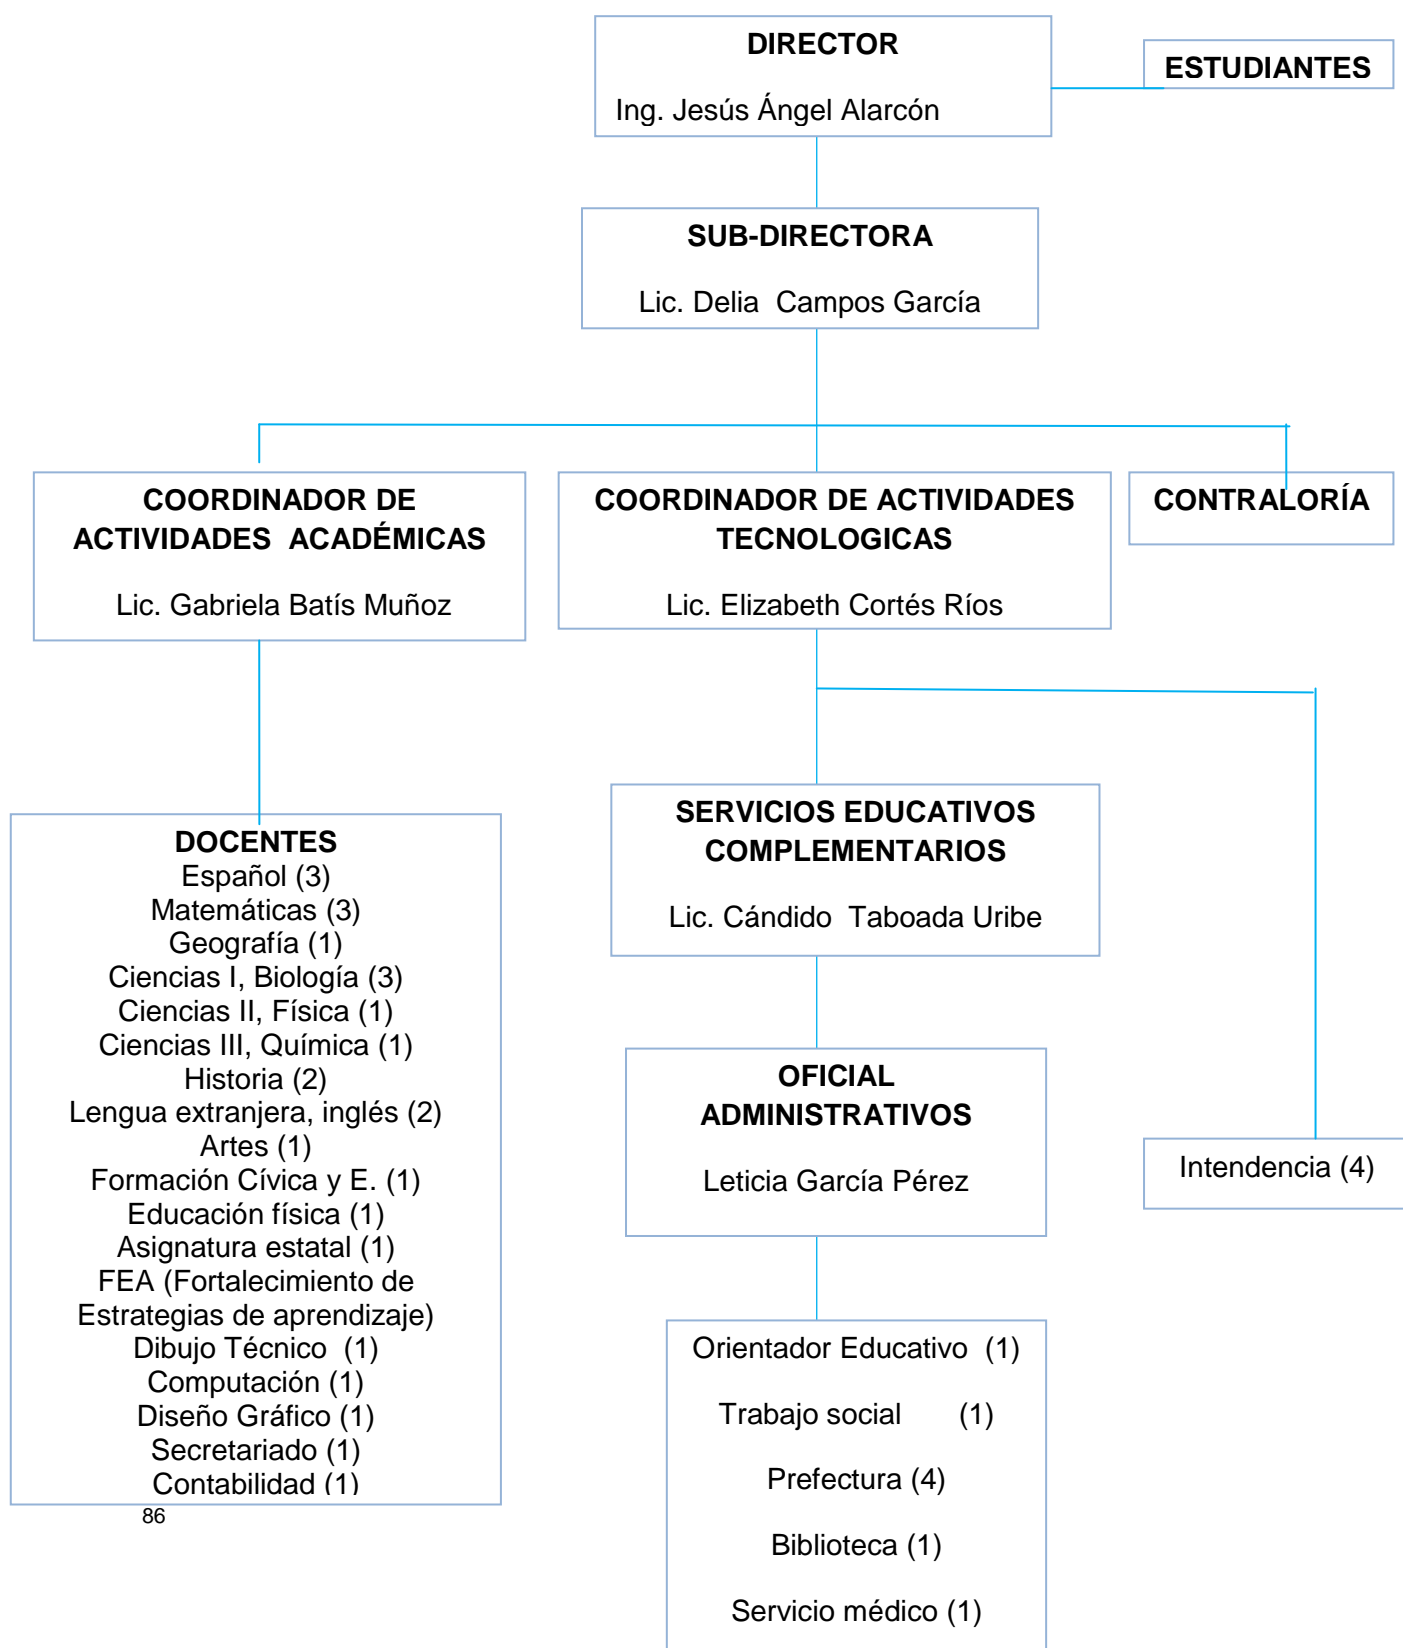 DIRECTOR
Ing. Jesús Ángel Alarcón
ESTUDIANTES
SUB-DIRECTORA
Lic. Delia  Campos García
COORDINADOR DE
ACTIVIDADES  ACADÉMICAS
Lic. Gabriela Batís Muñoz
COORDINADOR DE ACTIVIDADES
TECNOLOGICAS
Lic. Elizabeth Cortés Ríos
CONTRALORÍA
DOCENTES
Español (3)
Matemáticas (3)
Geografía (1)
Ciencias I, Biología (3)
Ciencias II, Física (1)
Ciencias III, Química (1)
Historia (2)
Lengua extranjera, inglés (2)
Artes (1)
Formación Cívica y E. (1)
Educación física (1)
Asignatura estatal (1)
FEA (Fortalecimiento de
Estrategias de aprendizaje)
Dibujo Técnico  (1)
Computación (1)
Diseño Gráfico (1)
Secretariado (1)
Contabilidad (1)
SERVICIOS EDUCATIVOS
COMPLEMENTARIOS
Lic. Cándido  Taboada Uribe
OFICIAL
ADMINISTRATIVOS
Leticia García Pérez
Intendencia (4)
Orientador Educativo  (1)
Trabajo social       (1)
Prefectura (4)
Biblioteca (1)
Servicio médico (1)
86